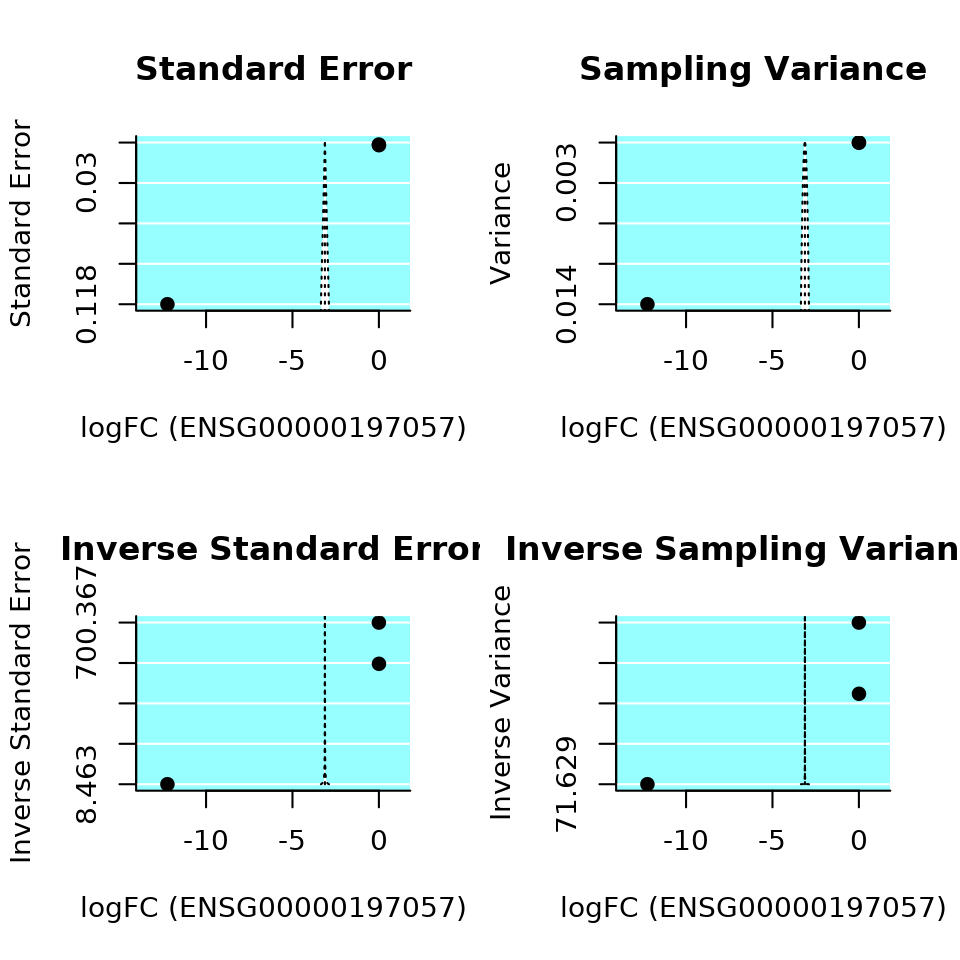 Standard Error
Standard Error
0.03
0.118
-10 -5 0
logFC (ENSG00000197057)
Sampling Variance
Variance
0.003
0.014
-10 -5 0
logFC (ENSG00000197057)
Inverse Standard Error
Inverse Standard Error
700.367
8.463
-10 -5 0
logFC (ENSG00000197057)
Inverse Sampling Varian
Inverse Variance
71.629
-10 -5 0
logFC (ENSG00000197057)